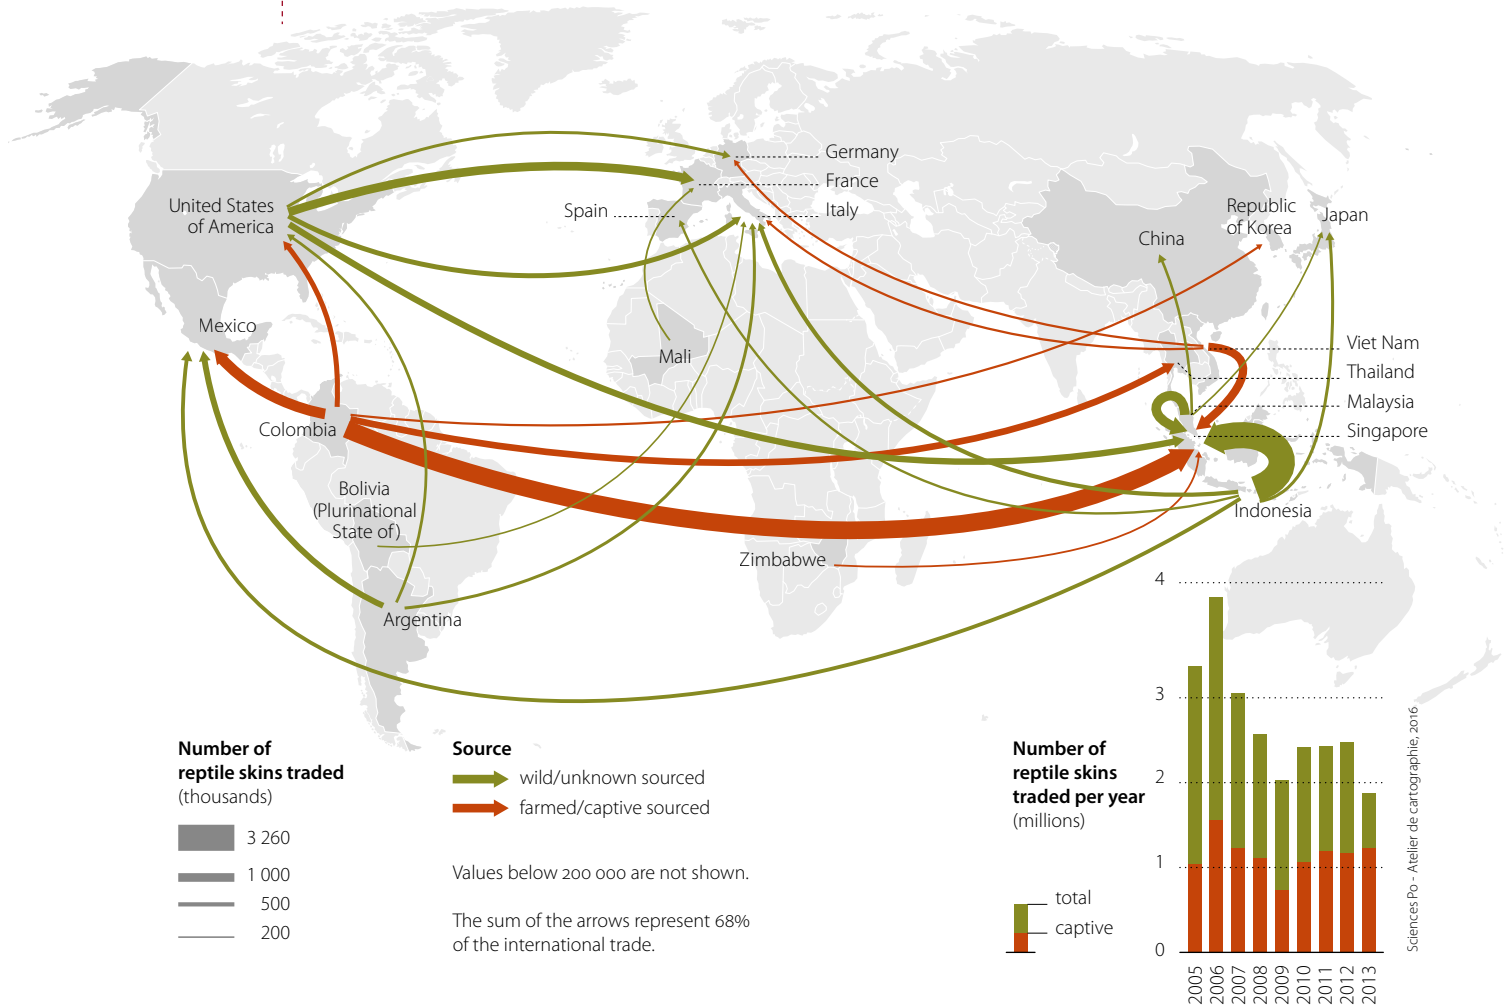 Germany
France
Italy
Spain
United States
of America
Republic
of Korea
Japan
China
Mexico
Mali
Viet Nam
Thailand
Malaysia
Singapore
Colombia
Bolivia
(Plurinational
State of)
Indonesia
Zimbabwe
Argentina
Number of
reptile skins traded
(thousands)
3 260
1 000
500
200
Source
wild/unknown sourced
farmed/captive sourced
Values below 200 000 are not shown.
The sum of the arrows represent 68%
of the international trade.
Number of
reptile skins
traded per year
(millions)
total
captive
4
3
2
1
0
2005
2006
2007
2008
2009
2010
2011
2012
2013
Sciences Po - Atelier de cartographie, 2016